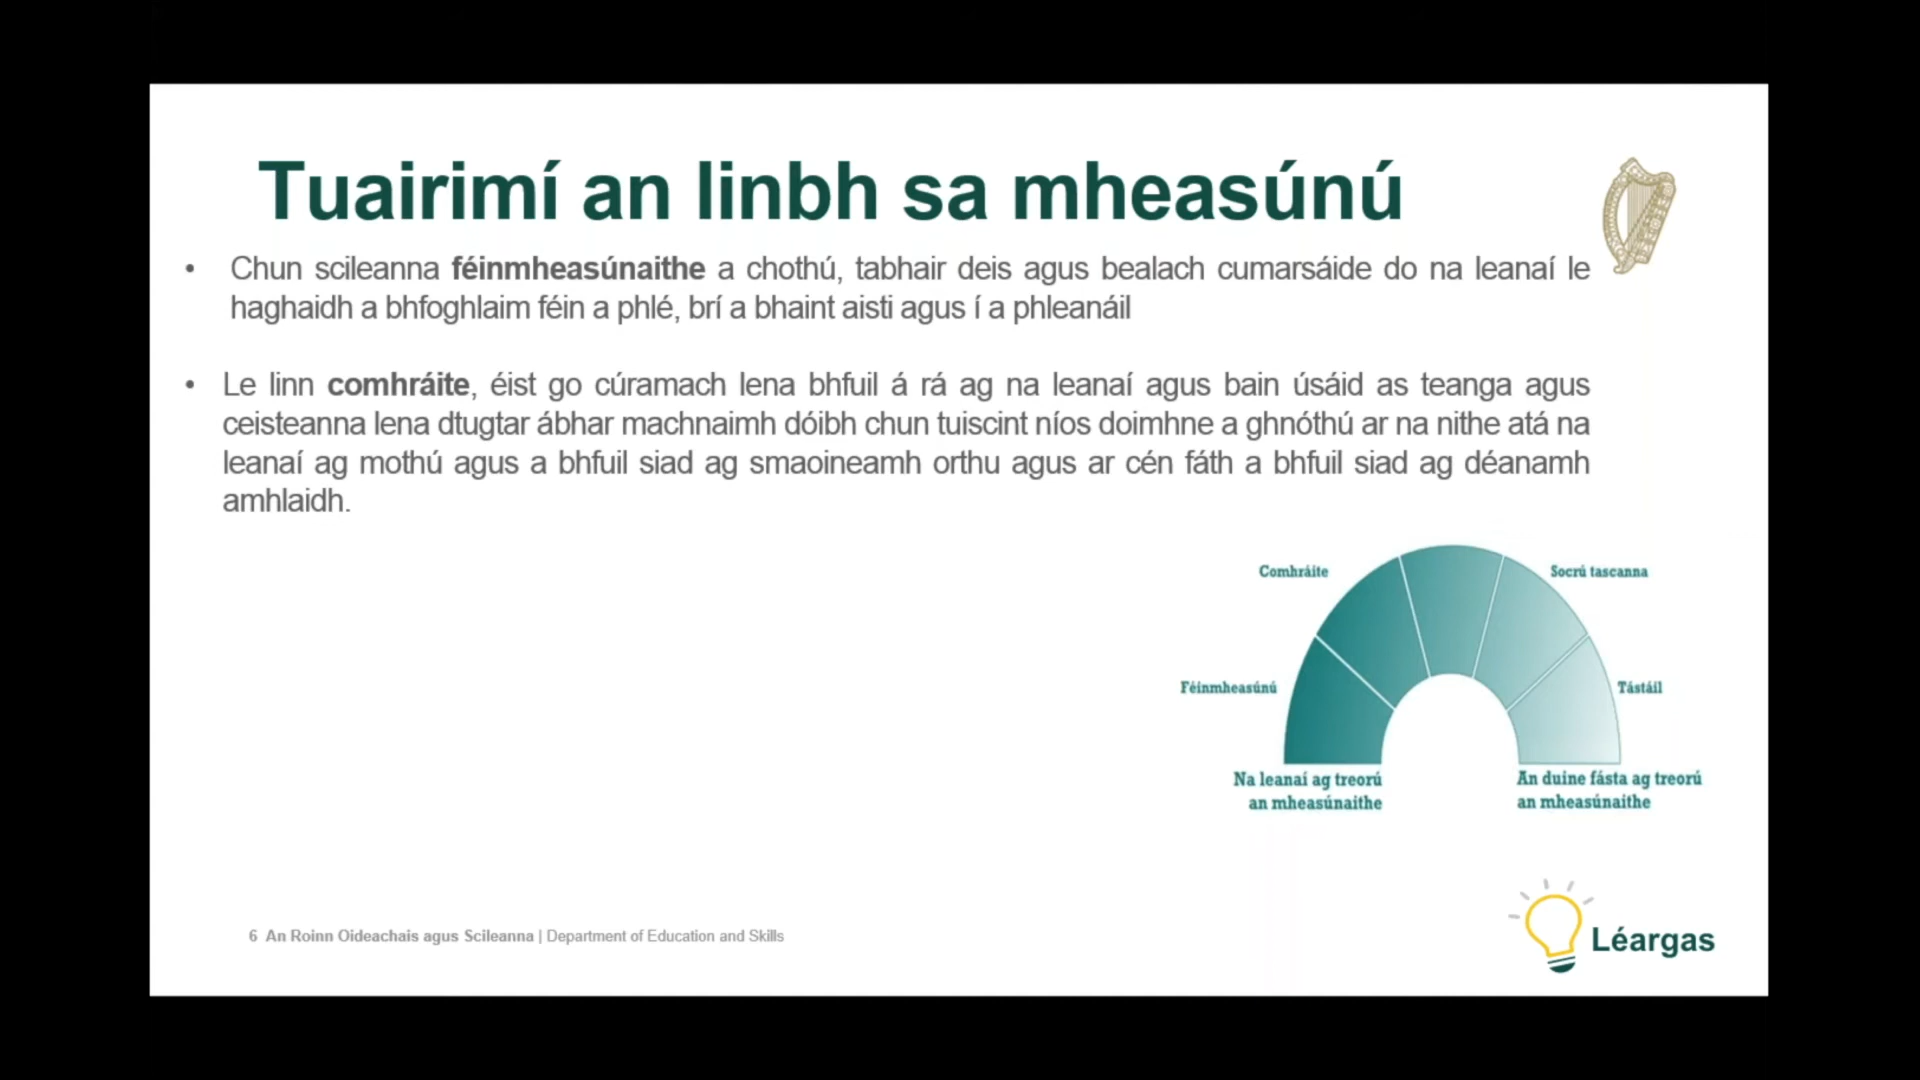 Tuairimí an linbh sa mheasúnú
• Chun scileanna féinmheasúnaithe a chothú, tabhair deis agus bealach cumarsáide do na leanaí le
haghaidh a bhfoghlaim féin a phlé, brí a bhaint aisti agus í a phleanáil
• Le linn comhráite, éist go cúramach lena bhfuil á rá ag na leanaí agus bain úsáid as teanga agus
ceisteanna lena dtugtar ábhar machnaimh dóibh chun tuiscint níos doimhne a ghnóthú ar na nithe atá na
leanaí ag mothú agus a bhfuil siad ag smaoineamh orthu agus ar cén fáth a bhfuil siad ag déanamh
amhlaidh.
Comhráite
Socrú tascanna
Féinmheasúnú
Tástáil
Na leanaí ag treorú
an mheasúnaithe
An duine fásta ag treorú
an mheasúnaithe
6 An Roinn Oideachais agus Scileanna | Department of Education and Skills
Léargas